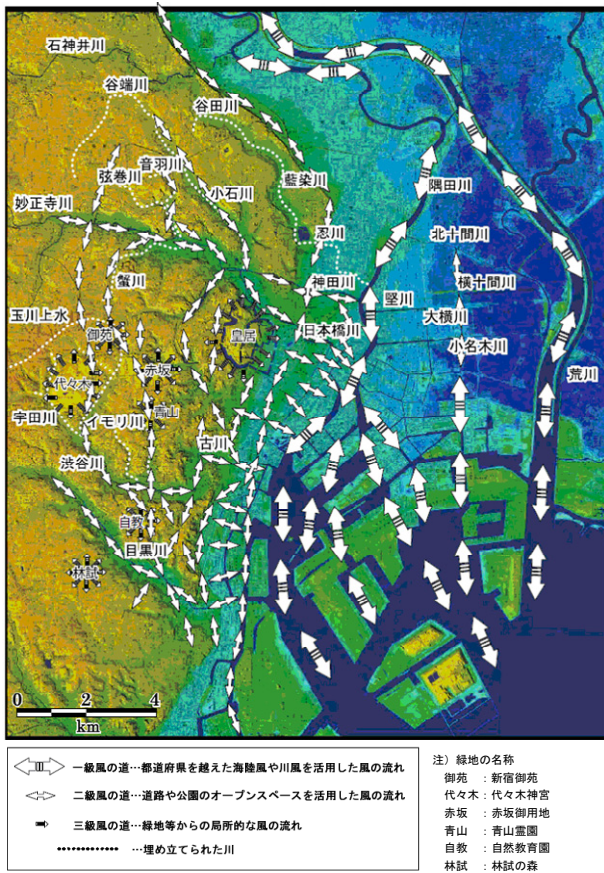 石神井川
谷端川
谷田川
音羽川
弦巻川
小石川
藍染川
妙正寺川
隅田川
忍川
北十間川
蟹川
神田川
横十間川
玉川上水
御苑
皇居
日本橋川
竪川
大横川
小名木川
赤坂
代々木
荒川
宇田川
イモリ川
青山
古川
渋谷川
自教
目黒川
林試
0 2 4
km
一級風の道…都道府県を越えた海陸風や川風を活用した風の流れ
二級風の道…道路や公園のオープンスペースを活用した風の流れ
三級風の道…緑地等からの局所的な風の流れ
…埋め立てられた川
注）緑地の名称
御苑 ：新宿御苑
代々木：代々木神宮
赤坂 ：赤坂御用地
青山 ：青山霊園
自教 ：自然教育園
林試 ：林試の森